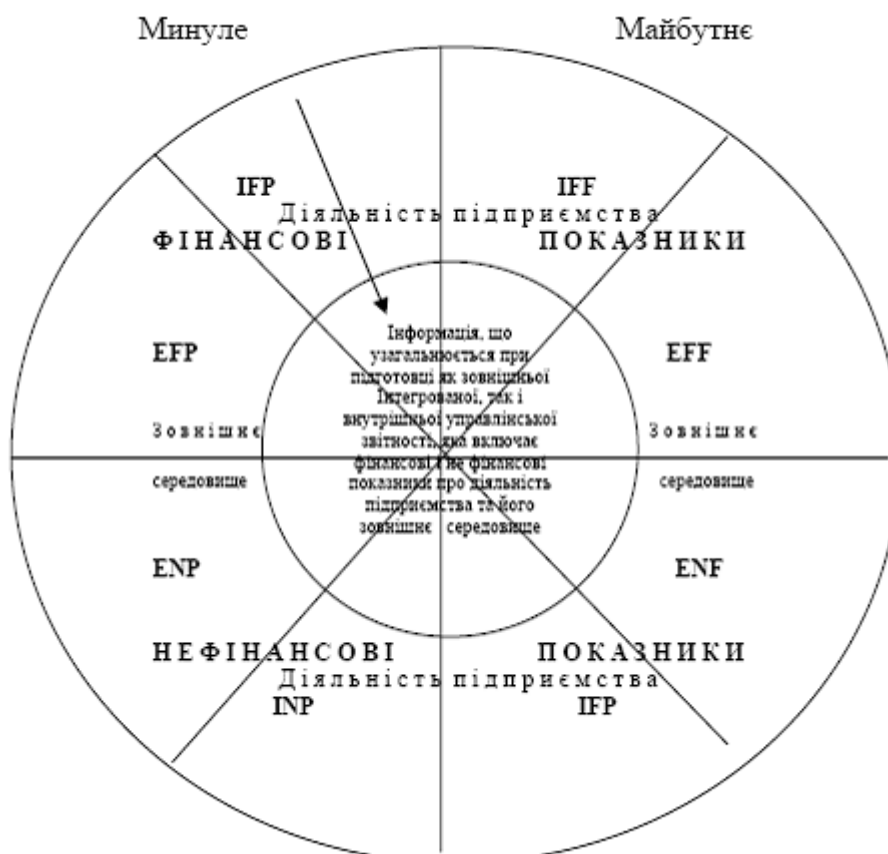 Минуле Майбутнє
IFP IFF
Діяльність підприємства
ФІНАНСОВІ ПОКАЗНИКИ
Інформація, що
узагальнюється при
підготовці як зовнішньої
Інтегрованої, так і
внутрішньої управлінської
звітності, яка включає
фінансові і не фінансові
показники про діяльність
підприємства та його
зовнішнє середовище
EFP EFF
Зовнішнє Зовнішнє
середовище середовище
ENP ENF
НЕФІНАНСОВІ ПОКАЗНИКИ
Діяльність підприємства
INP IFP